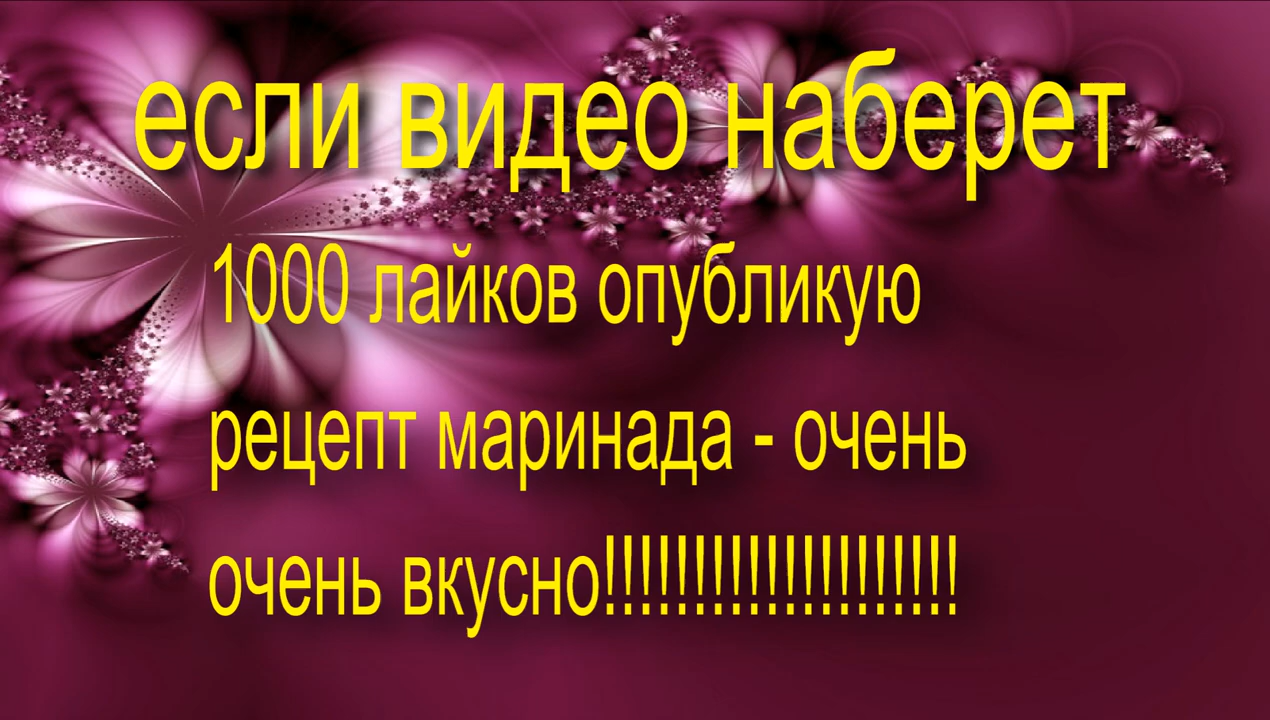 если видео наберет
1000 лайков опубликую
рецепт маринада - очень
очень вкусно!!!!!!!!!!!!!!!!!!!!